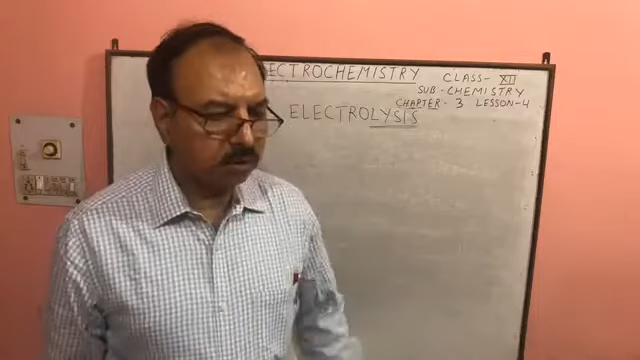 ECTROCHEMISTRY CLASS- XII
SUB-CHEMISTRY
CHAPTER-3 LESSON-4
ELECTROLYSIS